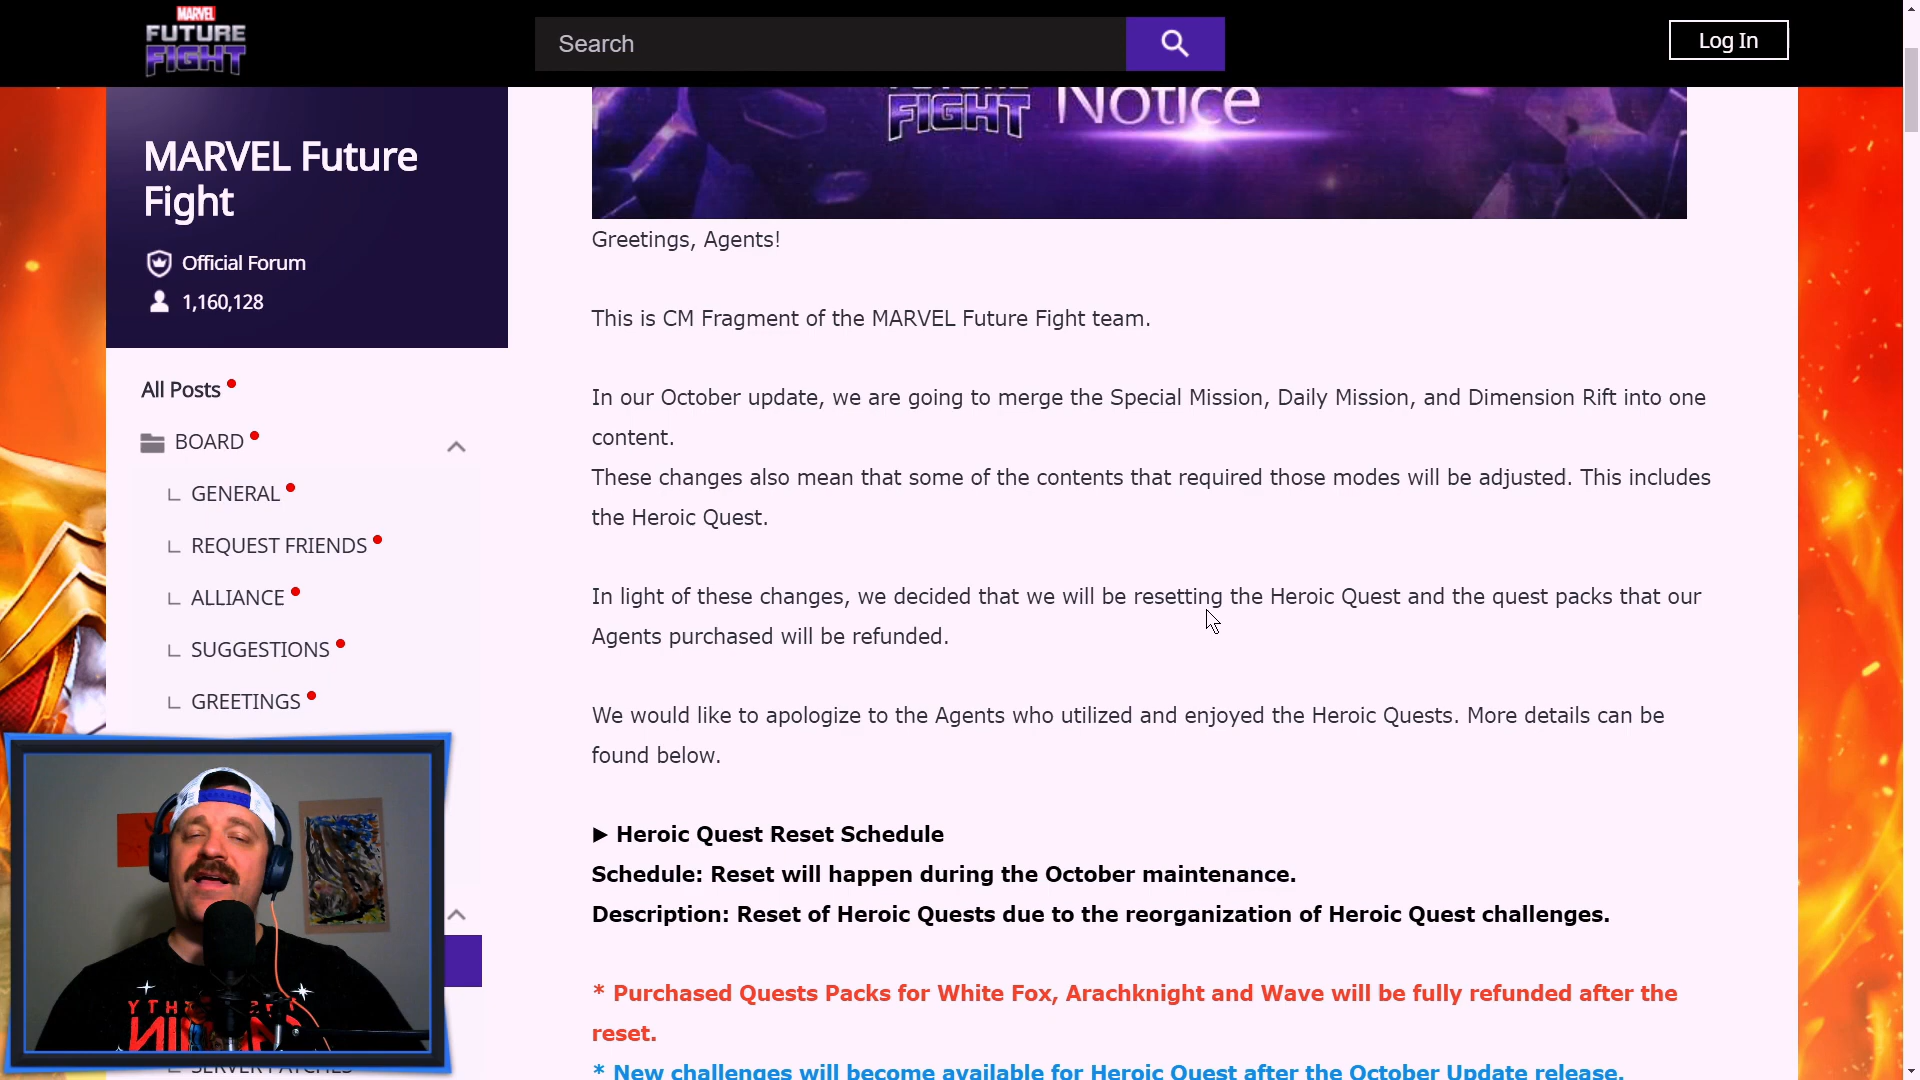 MARVEL
FUTURE
FIGHT
Search
Log In
FIGHT Notice
MARVEL Future
Fight
Official Forum
1,160,128
All Posts
BOARD
GENERAL
REQUEST FRIENDS
ALLIANCE
SUGGESTIONS
GREETINGS
Greetings, Agents!
This is CM Fragment of the MARVEL Future Fight team.
In our October update, we are going to merge the Special Mission, Daily Mission, and Dimension Rift into one
content.
These changes also mean that some of the contents that required those modes will be adjusted. This includes
the Heroic Quest.
In light of these changes, we decided that we will be resetting the Heroic Quest and the quest packs that our
Agents purchased will be refunded.
We would like to apologize to the Agents who utilized and enjoyed the Heroic Quests. More details can be
found below.
▶ Heroic Quest Reset Schedule
Schedule: Reset will happen during the October maintenance.
Description: Reset of Heroic Quests due to the reorganization of Heroic Quest challenges.
* Purchased Quests Packs for White Fox, Arachknight and Wave will be fully refunded after the
reset.
* New challenges will become available for Heroic Quest after the October Update release.
SERVER PATCHES